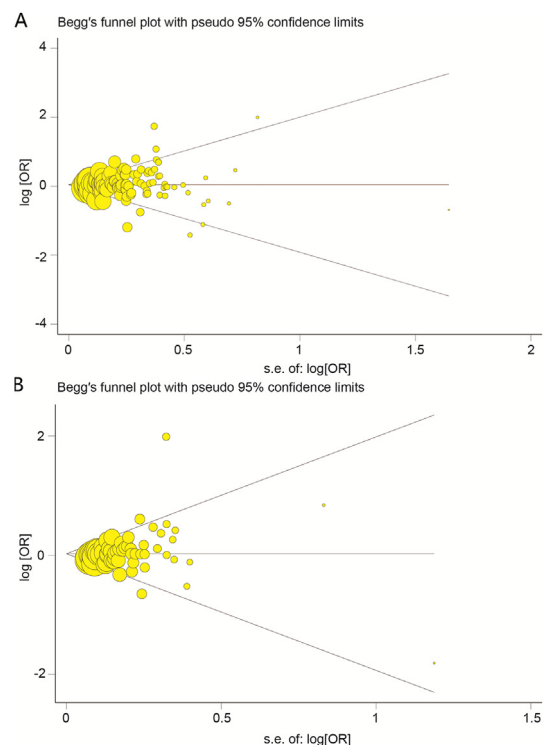 A
Begg's funnel plot with pseudo 95% confidence limits
4
2
0
-2
-4
log [OR]
0
0.5
1
1.5
2
s.e. of: log[OR]
B
Begg's funnel plot with pseudo 95% confidence limits
2
0
-2
log [OR]
0
0.5
1
1.5
s.e. of: log[OR]